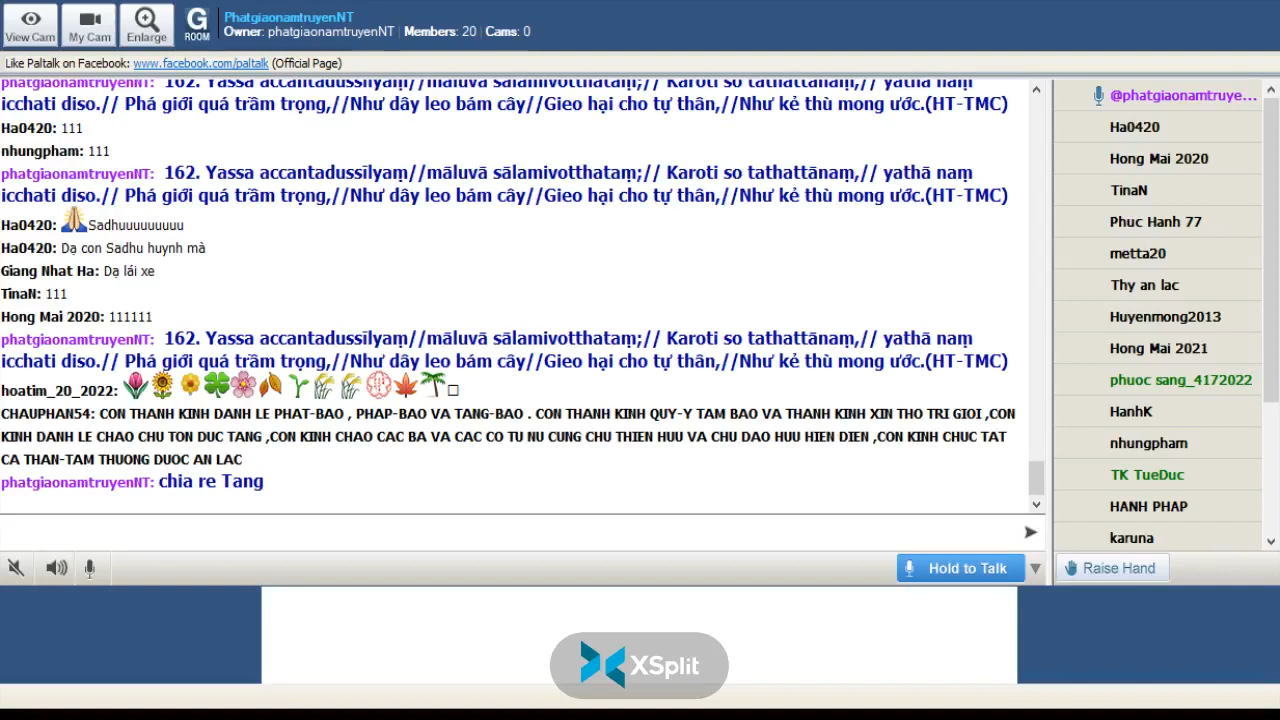 View Cam
My Cam
Enlarge
G
ROOM
PhatgiaonamtruyenNT
Owner: phatgiaonamtruyenNT | Members: 20 | Cams: 0
Like Paltalk on Facebook: www.facebook.com/paltalk (Official Page)
phatgiaonamtruyenNT: 162. Yassa accantadussīlyaṃ//māluvā sālamivotthataṃ;// Karoti so tathattānaṃ,// yathā naṃ
icchati diso.// Phá giới quá trầm trọng,//Như dây leo bám cây//Gieo hại cho tự thân,//Như kẻ thù mong ước.(HT-TMC)
Ha0420: 111
nhungpham: 111
phatgiaonamtruyenNT: 162. Yassa accantadussīlyaṃ//māluvā sālamivotthataṃ;// Karoti so tathattānaṃ,// yathā naṃ
icchati diso.// Phá giới quá trầm trọng,//Như dây leo bám cây//Gieo hại cho tự thân,//Như kẻ thù mong ước.(HT-TMC)
Ha0420: Sadhuuuuuuuuu
Ha0420: Dạ con Sadhu huynh mà
Giang Nhat Ha: Dạ lái xe
TinaN: 111
Hong Mai 2020: 111111
phatgiaonamtruyenNT: 162. Yassa accantadussīlyaṃ//māluvā sālamivotthataṃ;// Karoti so tathattānaṃ,// yathā naṃ
icchati diso.// Phá giới quá trầm trọng,//Như dây leo bám cây//Gieo hại cho tự thân,//Như kẻ thù mong ước.(HT-TMC)
hoatim_20_2022:
CHAUPHAN54: CON THANH KINH DANH LE PHAT-BAO , PHAP-BAO VA TANG-BAO . CON THANH KINH QUY-Y TAM BAO VA THANH KINH XIN THO TRI GIOI ,CON
KINH DANH LE CHAO CHU TON DUC TANG ,CON KINH CHAO CAC BA VA CAC CO TU NU CUNG CHU THIEN HUU VA CHU DAO HUU HIEN DIEN ,CON KINH CHUC TAT
CA THAN-TAM THUONG DUOC AN LAC
phatgiaonamtruyenNT: chia re Tang
Hold to Talk
@phatgiaonamtruye...
Ha0420
Hong Mai 2020
TinaN
Phuc Hanh 77
metta20
Thy an lac
Huyenmong2013
Hong Mai 2021
phuoc sang_4172022
HanhK
nhungpham
TK TueDuc
HANH PHAP
karuna
Raise Hand
XSplit